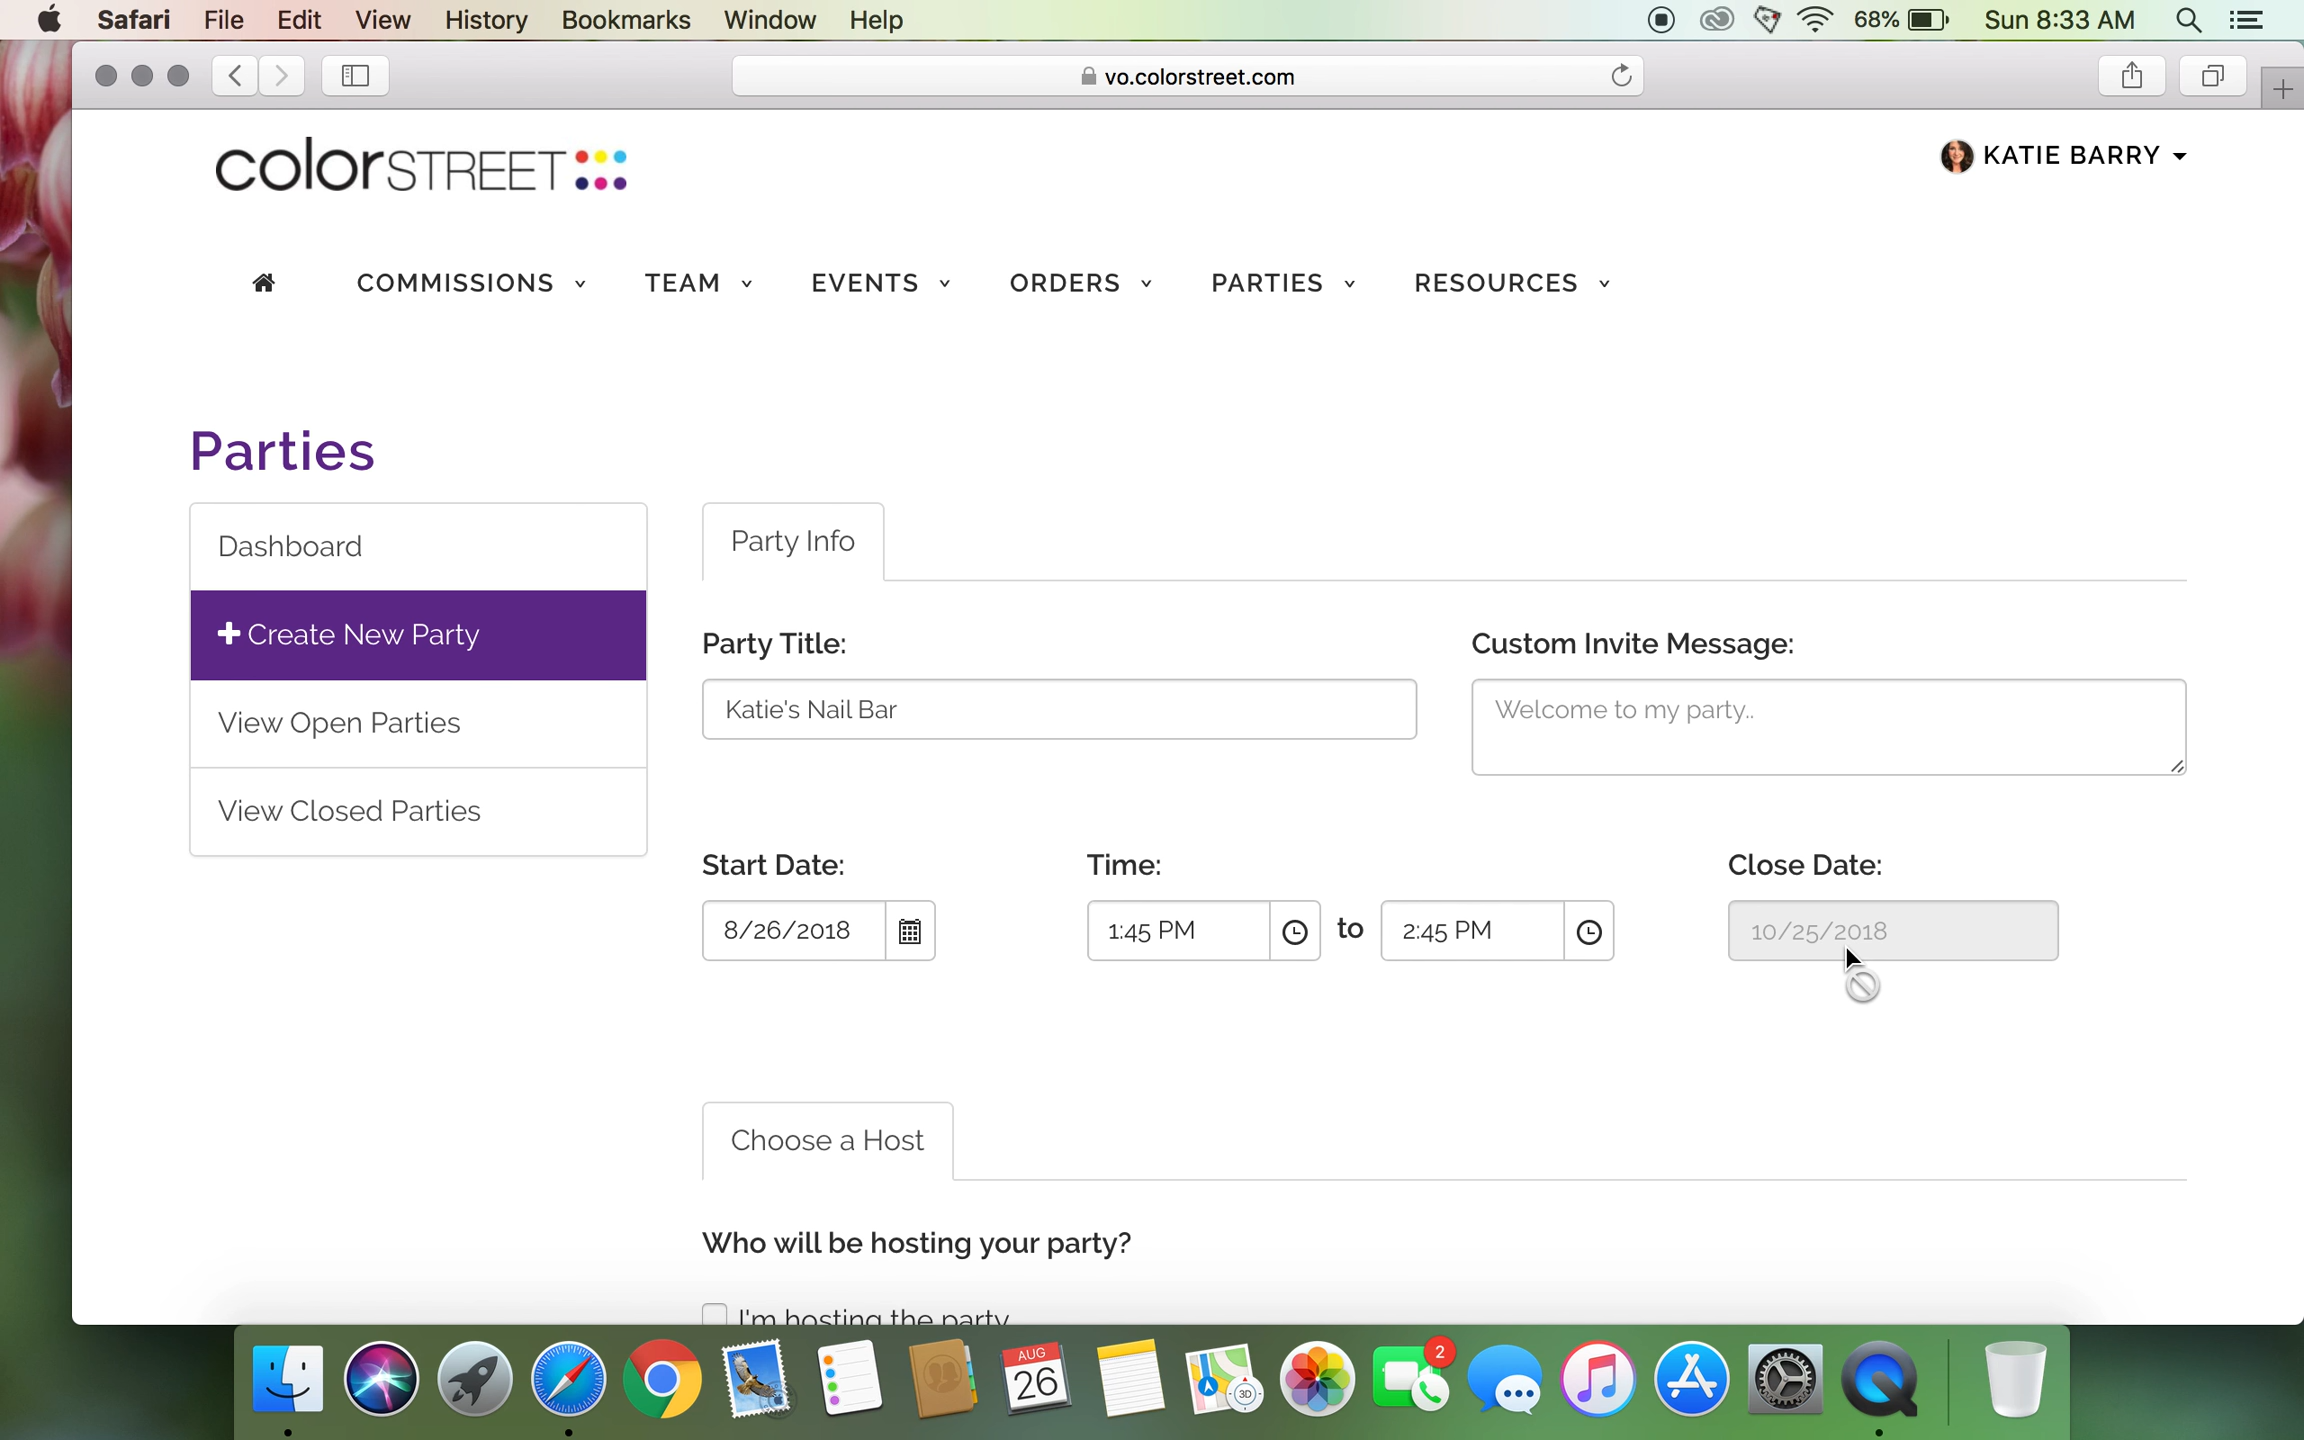 Safari File Edit View History Bookmarks Window Help 68% Sun 8:33 AM
vo.colorstreet.com
colorSTREET
KATIE BARRY
COMMISSIONS TEAM EVENTS ORDERS PARTIES RESOURCES
Parties
Dashboard
Create New Party
View Open Parties
View Closed Parties
Party Info
Party Title:
Katie's Nail Bar
Custom Invite Message:
Welcome to my party..
Start Date:
8/26/2018
Time:
1:45 PM to 2:45 PM
Close Date:
10/25/2018
Choose a Host
Who will be hosting your party?
I'm hosting the party
AUG
26
3D
2